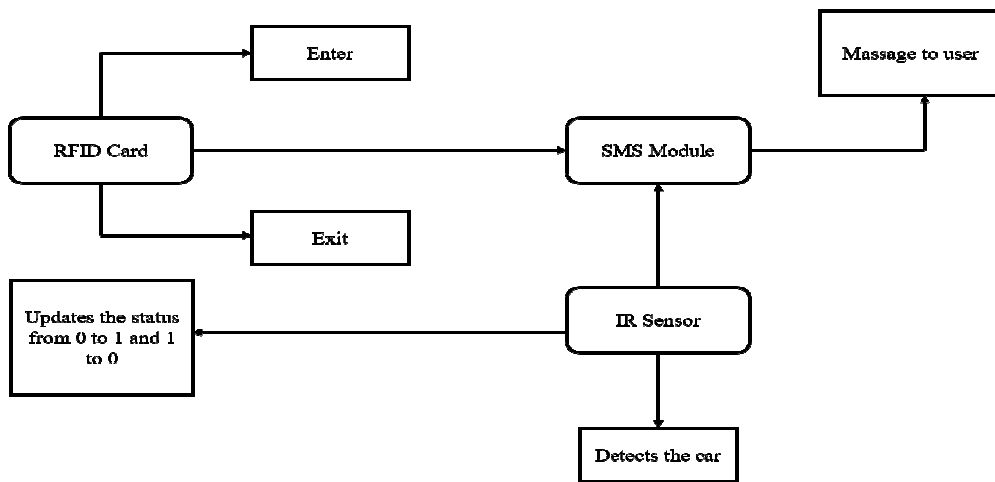 Enter
Massage to user
RFID Card
SMS Module
Exit
Updates the status
from 0 to 1 and 1
to 0
IR Sensor
Detects the car